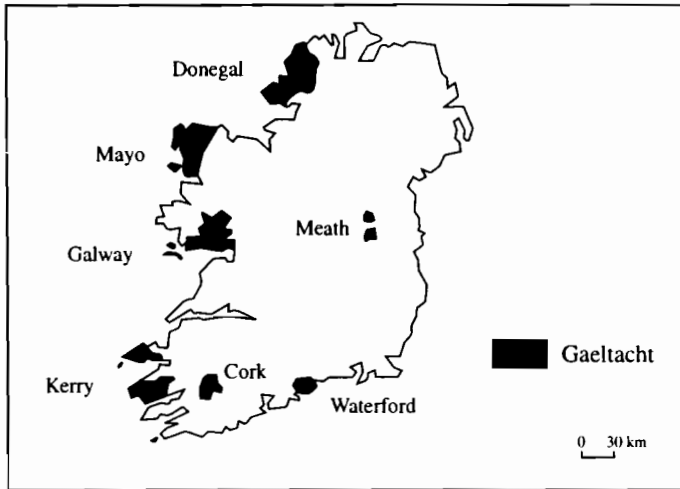 Donegal
Mayo
Meath
Galway
Gaeltacht
Kerry
Cork
Waterford
0 30 km